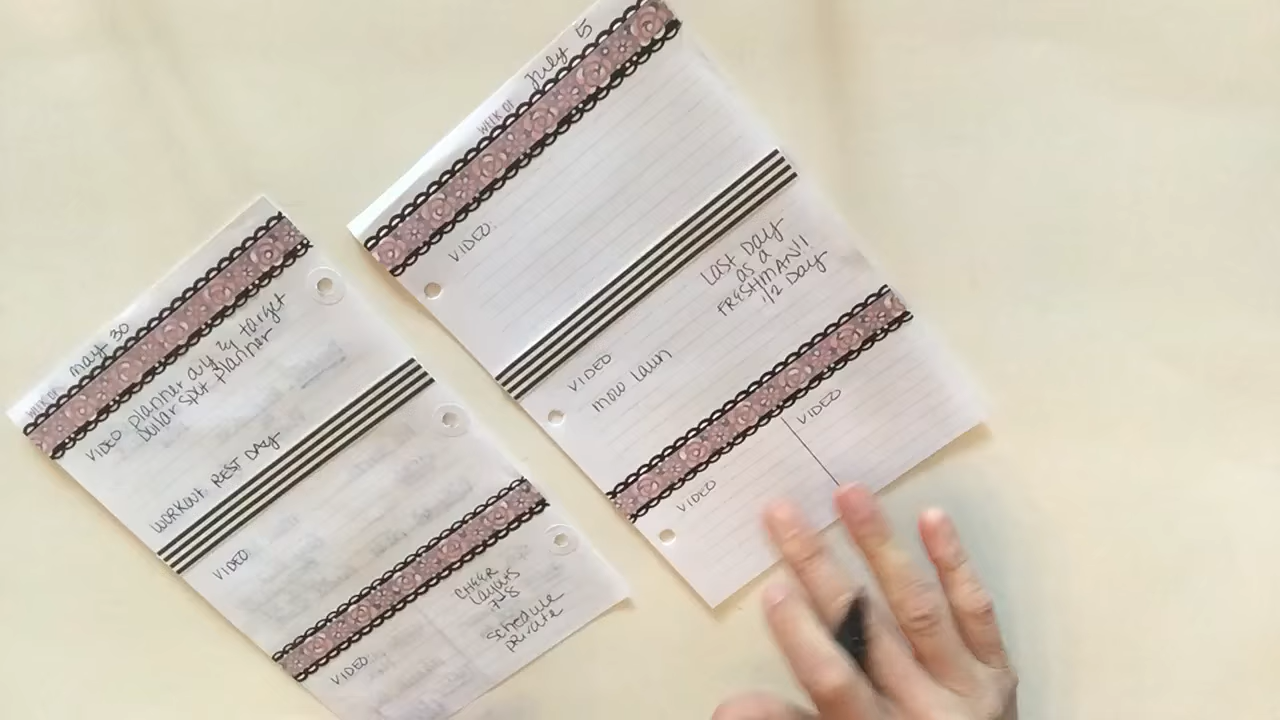 WEEK OF may 30
VIDEO planner diy in target
Dollar spot planner
WORKOUT REST DAY
VIDEO
CHEER
Layouts
7-8
schedule
private
VIDEO
WEEK OF July 5
VIDEO:
Last Day
as a
FRESHMAN!!
1/2 Day
VIDEO
mow Lawn
VIDEO
VIDEO